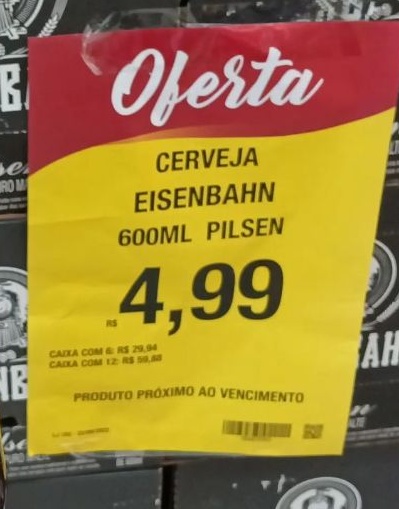 Oferta
CERVEJA
EISENBAHN
600ML PILSEN
R$ 4,99
CAIXA COM 6: R$ 29,94
CAIXA COM 12: R$ 59,88
PRODUTO PRÓXIMO AO VENCIMENTO